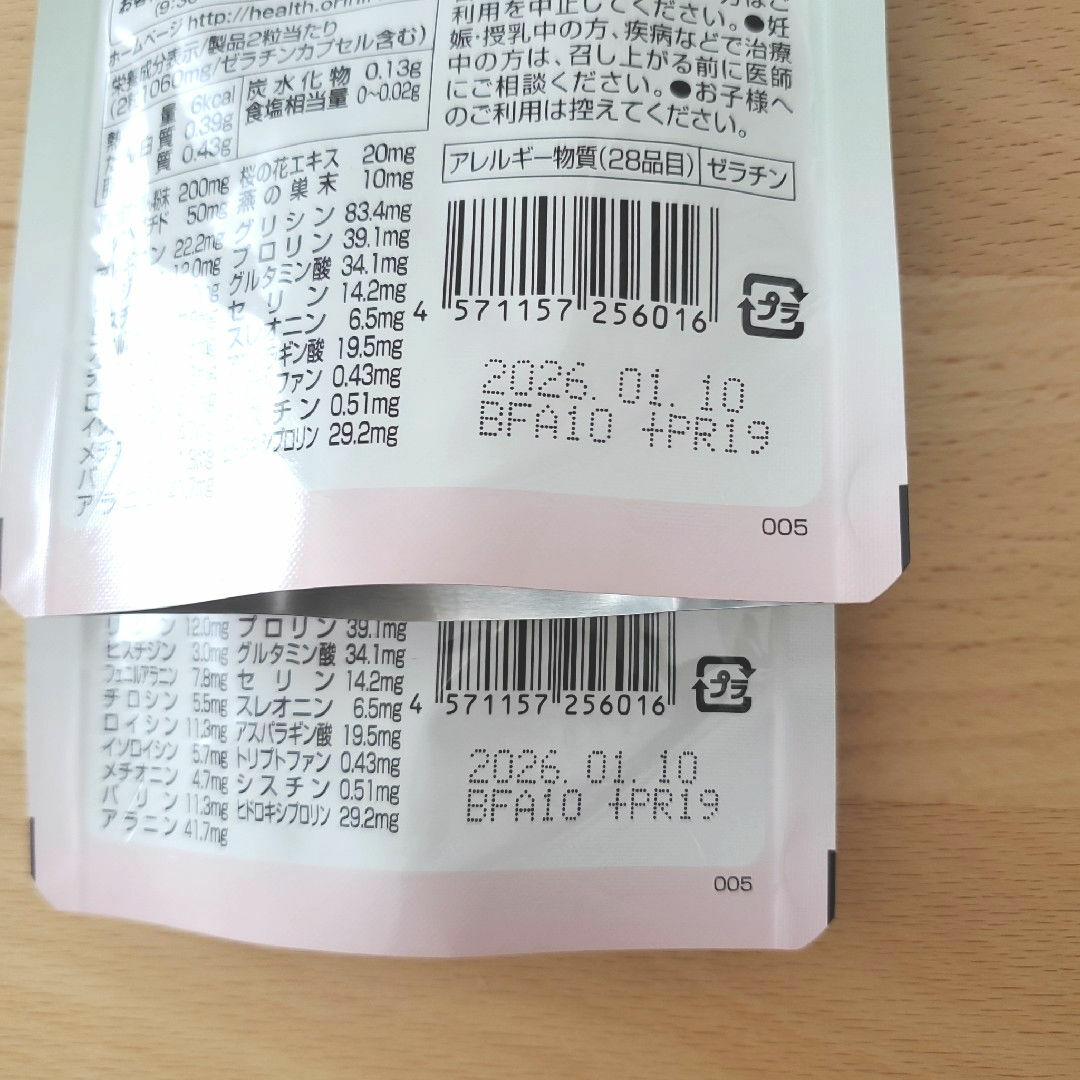 ホームページ http://health.
栄養成分表示/製品2粒当たり
(2粒1060mg/ゼラチンカプセル含む)
6kcal
0.39g
0.43g
炭水化物 0.13g
食塩相当量 0~0.02g
200mg
50mg
22.2mg
12.0mg
桜の花エキス 20mg
燕の巣末 10mg
グリシン 83.4mg
プロリン 39.1mg
グルタミン酸 34.1mg
セリン 14.2mg
オニン 6.5mg
ギン酸 19.5mg
ファン 0.43mg
チン 0.51mg
プロリン 29.2mg
利用を中止してください。●妊
娠・授乳中の方、疾病などで治療
中の方は、召し上がる前に医師
にご相談ください。●お子様へ
のご利用は控えてください。
アレルギー物質(28品目) ゼラチン
4 571157 256016
プラ
2026.01.10
BFA10 +PR19
005
12.0mg
ヒスチジン 3.0mg
フェニルアラニン 7.8mg
チロシン 5.5mg
ロイシン 11.3mg
イソロイシン 5.7mg
メチオニン 4.7mg
バリン 11.3mg
アラニン 41.7mg
プロリン 39.1mg
グルタミン酸 34.1mg
セリン 14.2mg
スレオニン 6.5mg
アスパラギン酸 19.5mg
トリプトファン 0.43mg
シスチン 0.51mg
ヒドロキシプロリン 29.2mg
4 571157 256016
プラ
2026.01.10
BFA10 +PR19
005